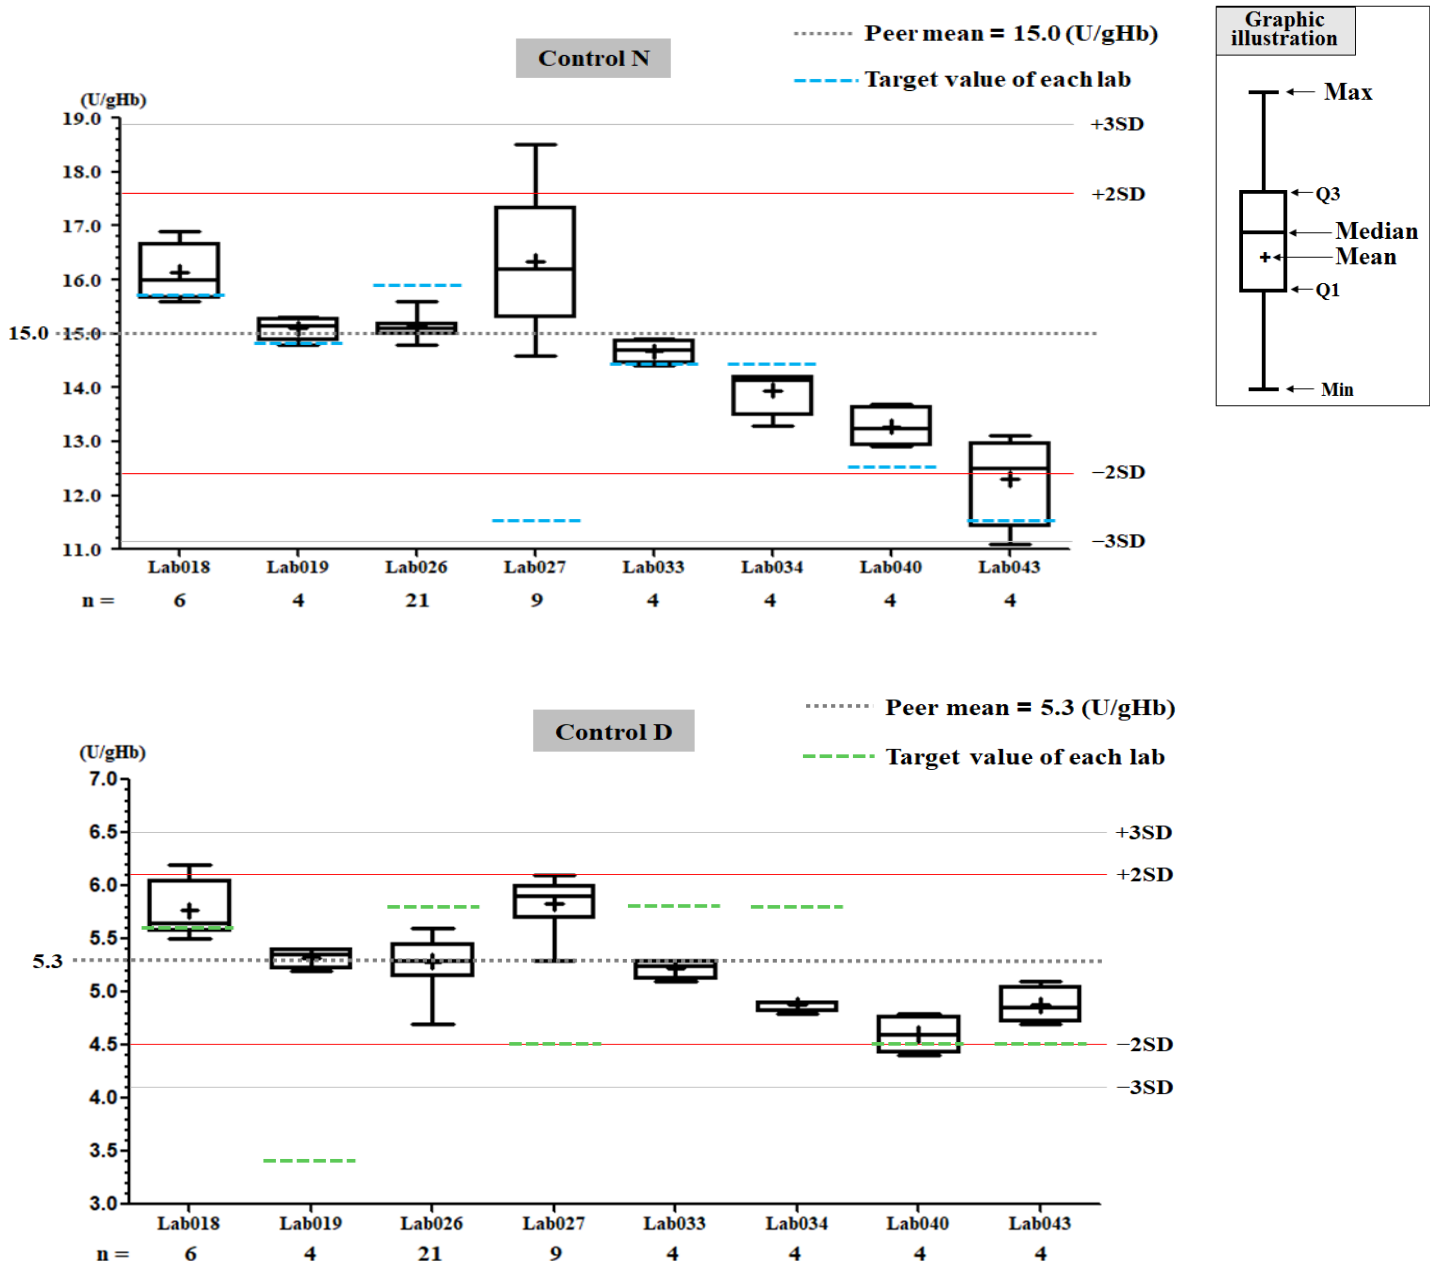 Control N
Peer mean = 15.0 (U/gHb)
Target value of each lab
(U/gHb)
19.0
18.0
17.0
16.0
15.0
15.0
14.0
13.0
12.0
11.0
+3SD
+2SD
−2SD
−3SD
Lab018 Lab019 Lab026 Lab027 Lab033 Lab034 Lab040 Lab043
n = 6 4 21 9 4 4 4 4
Graphic
illustration
Max
Q3
Median
Mean
Q1
Min
Control D
Peer mean = 5.3 (U/gHb)
Target value of each lab
(U/gHb)
7.0
6.5
6.0
5.5
5.3
5.0
4.5
4.0
3.5
3.0
+3SD
+2SD
−2SD
−3SD
Lab018 Lab019 Lab026 Lab027 Lab033 Lab034 Lab040 Lab043
n = 6 4 21 9 4 4 4 4